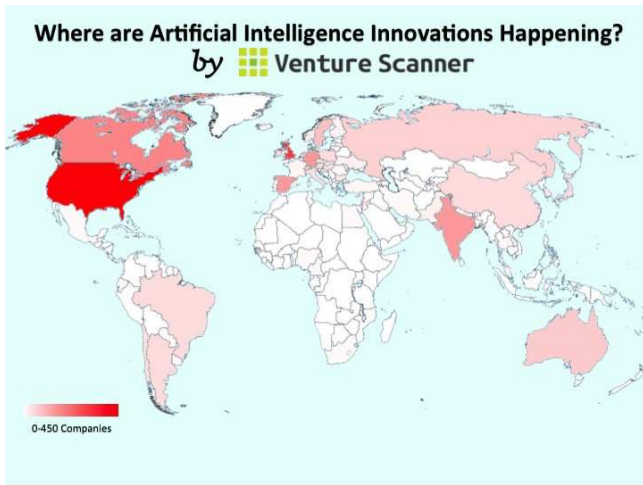 Where are Artificial Intelligence Innovations Happening?
by Venture Scanner
0-450 Companies